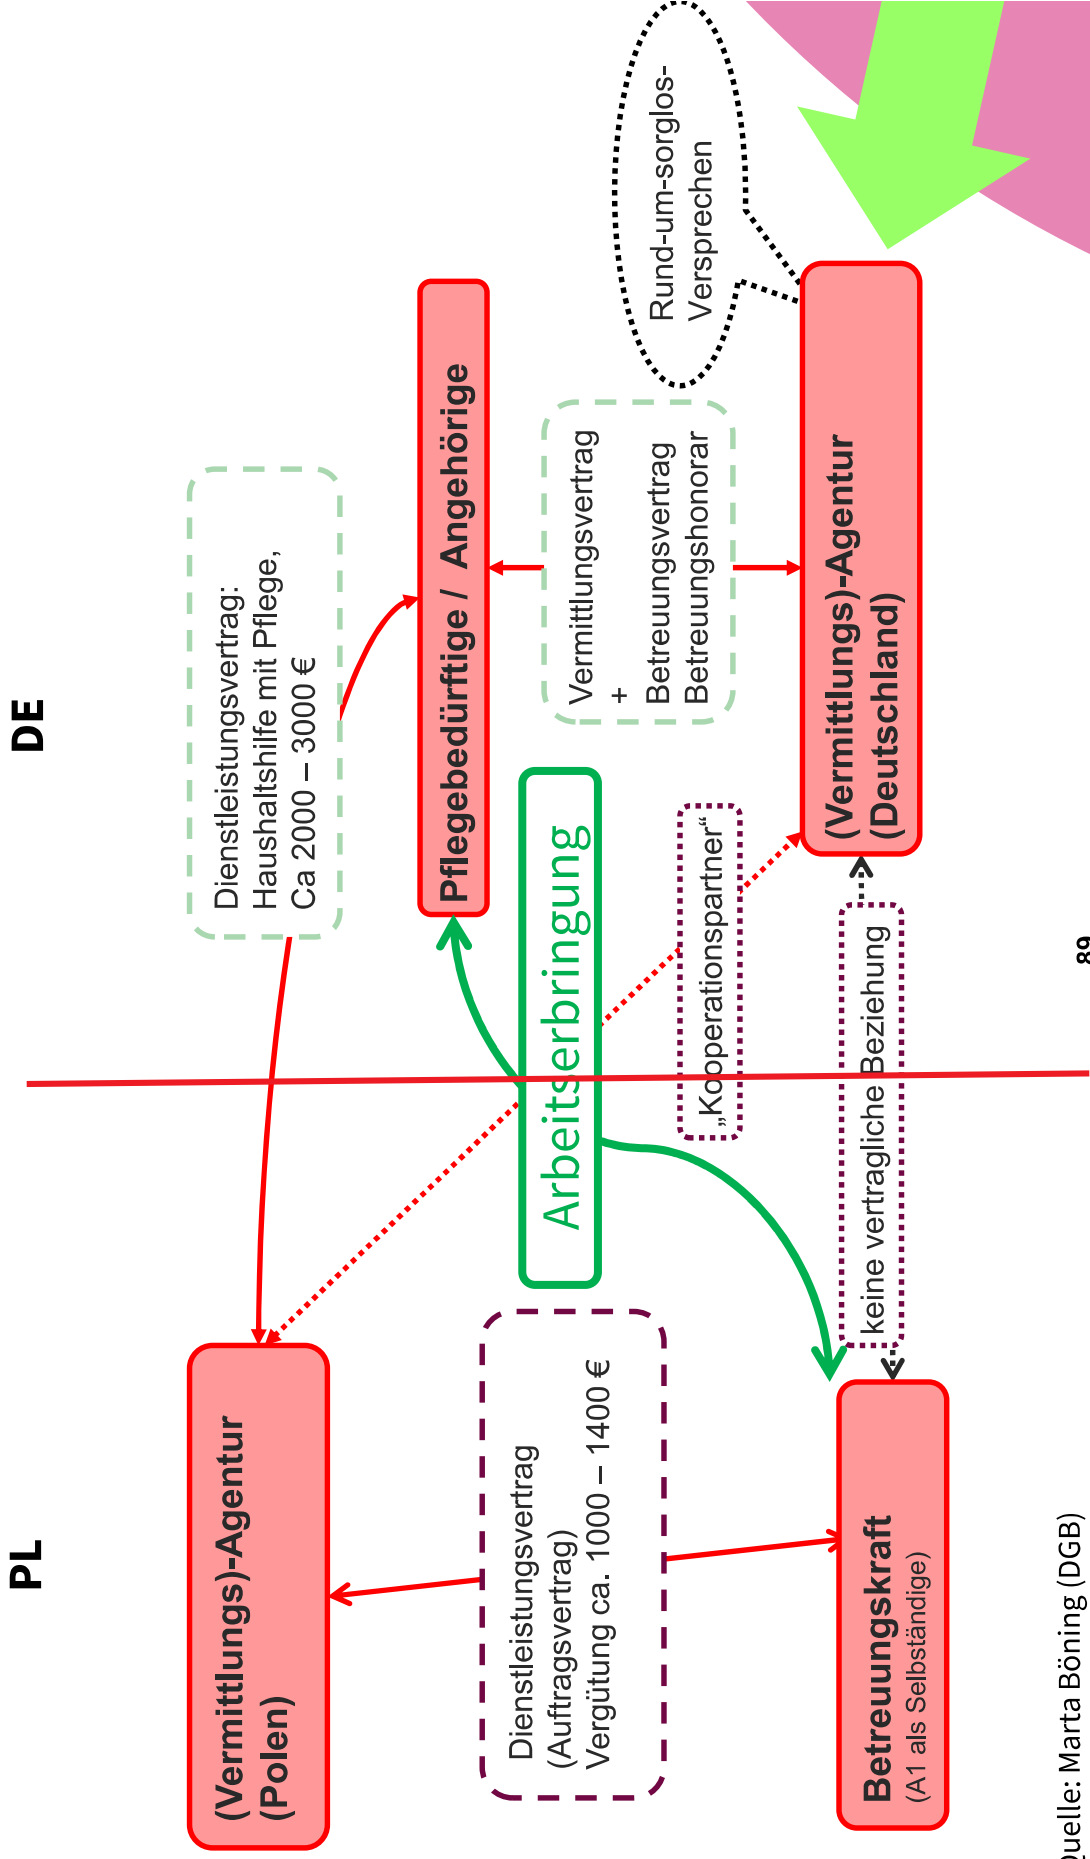 PL
DE
(Vermittlungs)-Agentur
(Polen)
Dienstleistungsvertrag:
Haushaltshilfe mit Pflege,
Ca 2000 – 3000 €
Pflegebedürftige / Angehörige
Dienstleistungsvertrag
(Auftragsvertrag)
Vergütung ca. 1000 – 1400 €
Arbeitserbringung
Vermittlungsvertrag
+
Betreuungsvertrag
Betreuungshonorar
Rund-um-sorglos-
Versprechen
„Kooperationspartner“
Betreuungskraft
(A1 als Selbständige)
keine vertragliche Beziehung
(Vermittlungs)-Agentur
(Deutschland)
Quelle: Marta Böning (DGB)
89